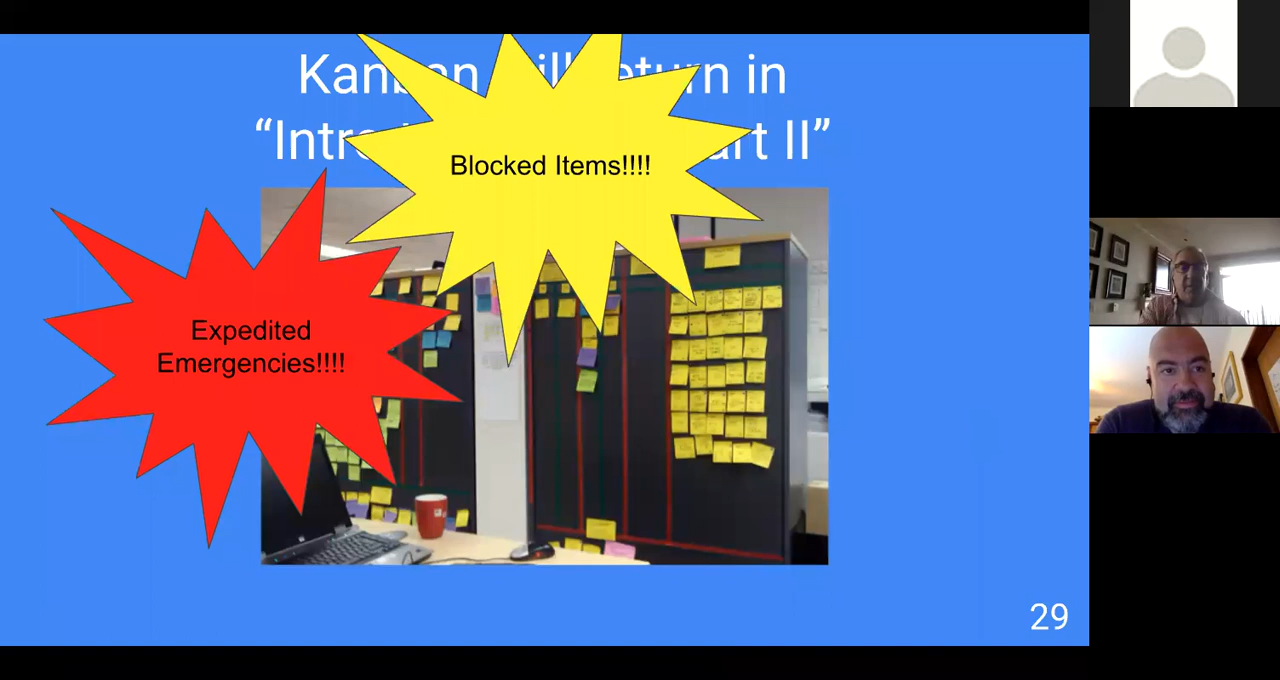 Kanban will return in
“Intro Part II”
Blocked Items!!!!
Expedited
Emergencies!!!!
29